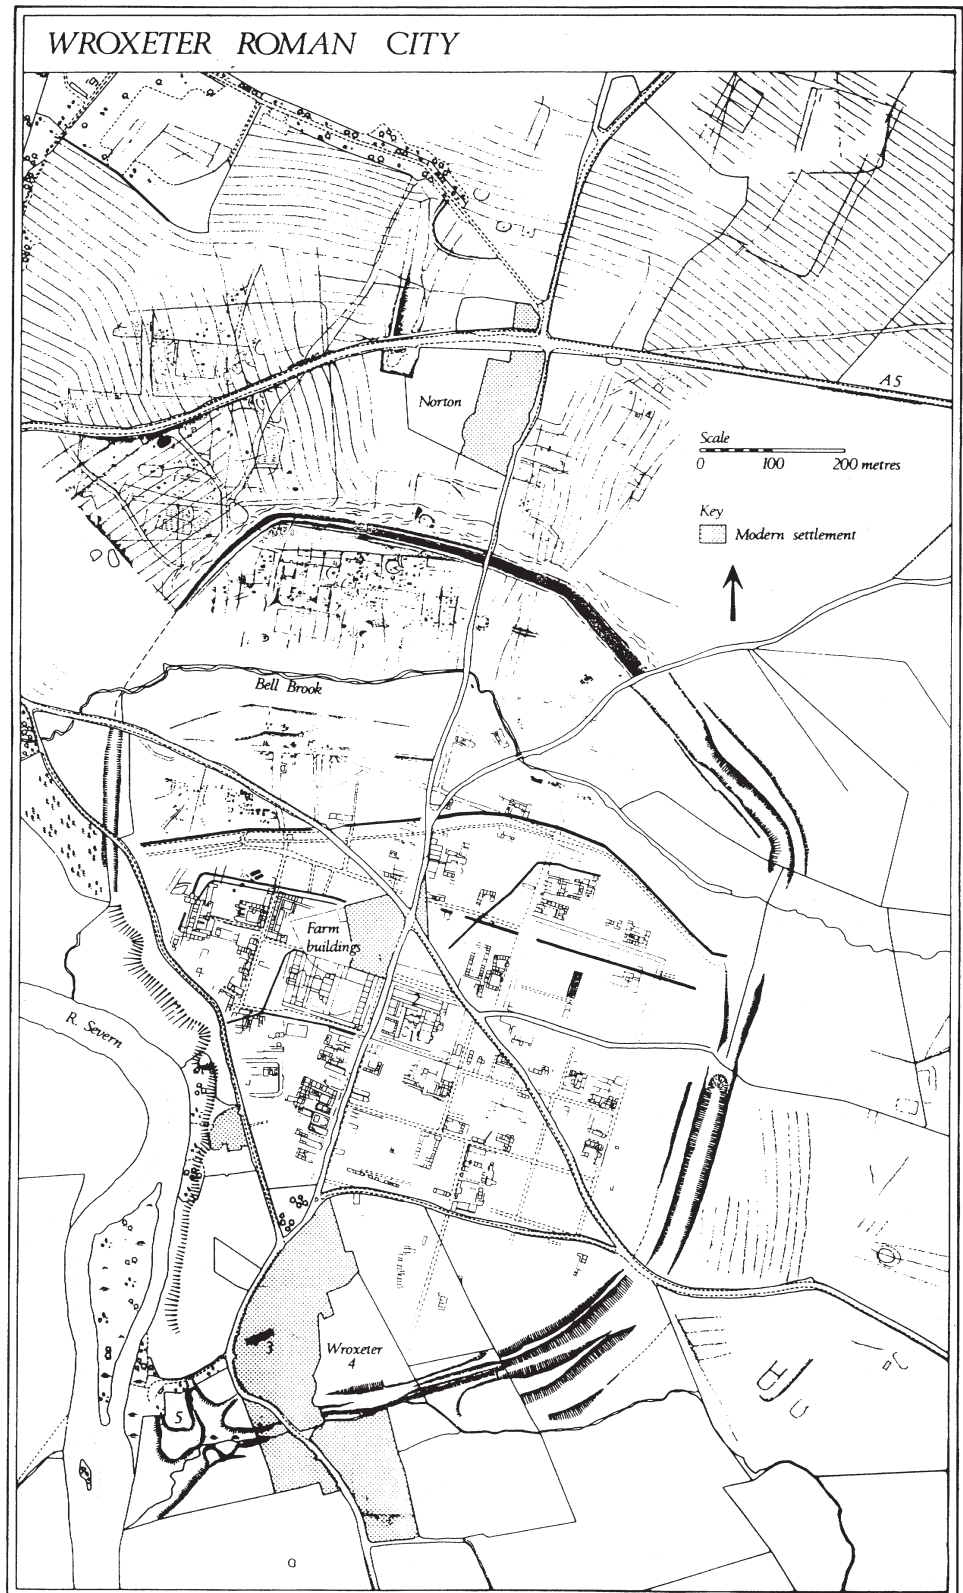 WROXETER ROMAN CITY
A5
Norton
Scale
0 100 200 metres
Key
Modern settlement
Bell Brook
Farm
buildings
2
R. Severn
3
Wroxeter
4
5